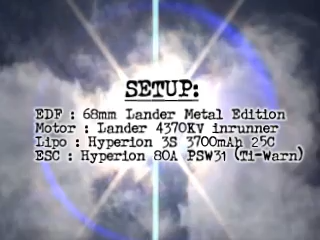 SETUP:
EDF : 68mm Lander Metal Edition
Motor : Lander 4370KV inrunner
Lipo : Hyperion 3S 3700mAh 25C
ESC : Hyperion 80A PSW31 (Ti-Warn)